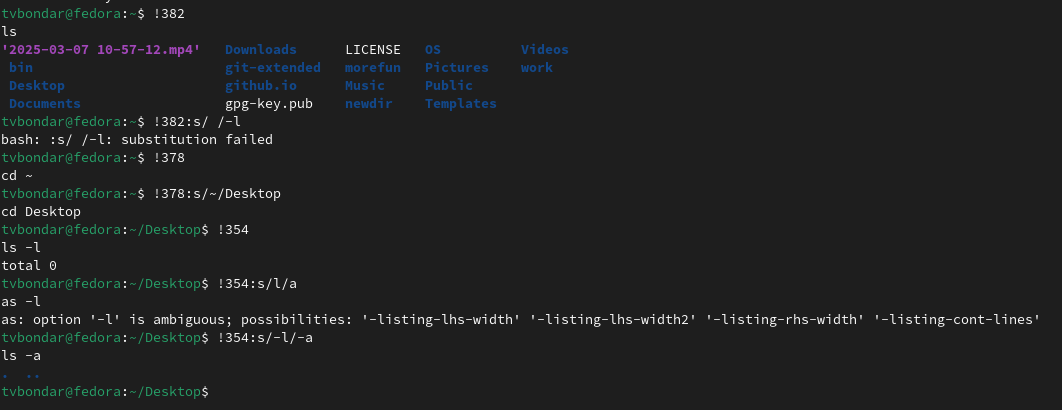 tvbondar@fedora:~$ !382
ls
'2025-03-07 10-57-12.mp4' Downloads LICENSE OS Videos
bin git-extended morefun Pictures work
Desktop github.io Music Public
Documents gpg-key.pub newdir Templates
tvbondar@fedora:~$ !382:s/ /-l
bash: :s/ /-l: substitution failed
tvbondar@fedora:~$ !378
cd ~
tvbondar@fedora:~$ !378:s/~/Desktop
cd Desktop
tvbondar@fedora:~/Desktop$ !354
ls -l
total 0
tvbondar@fedora:~/Desktop$ !354:s/l/a
as -l
as: option '-l' is ambiguous; possibilities: '-listing-lhs-width' '-listing-lhs-width2' '-listing-rhs-width' '-listing-cont-lines'
tvbondar@fedora:~/Desktop$ !354:s/-l/-a
ls -a
. ..
tvbondar@fedora:~/Desktop$